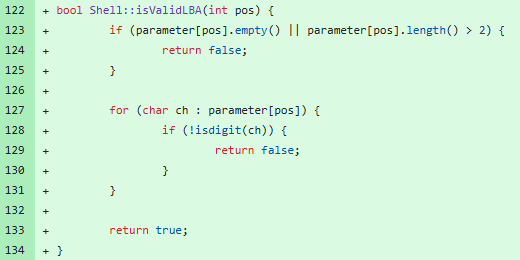 122 + bool Shell::isValidLBA(int pos) {
123 + if (parameter[pos].empty() || parameter[pos].length() > 2) {
124 + return false;
125 + }
126 +
127 + for (char ch : parameter[pos]) {
128 + if (!isdigit(ch)) {
129 + return false;
130 + }
131 + }
132 +
133 + return true;
134 + }